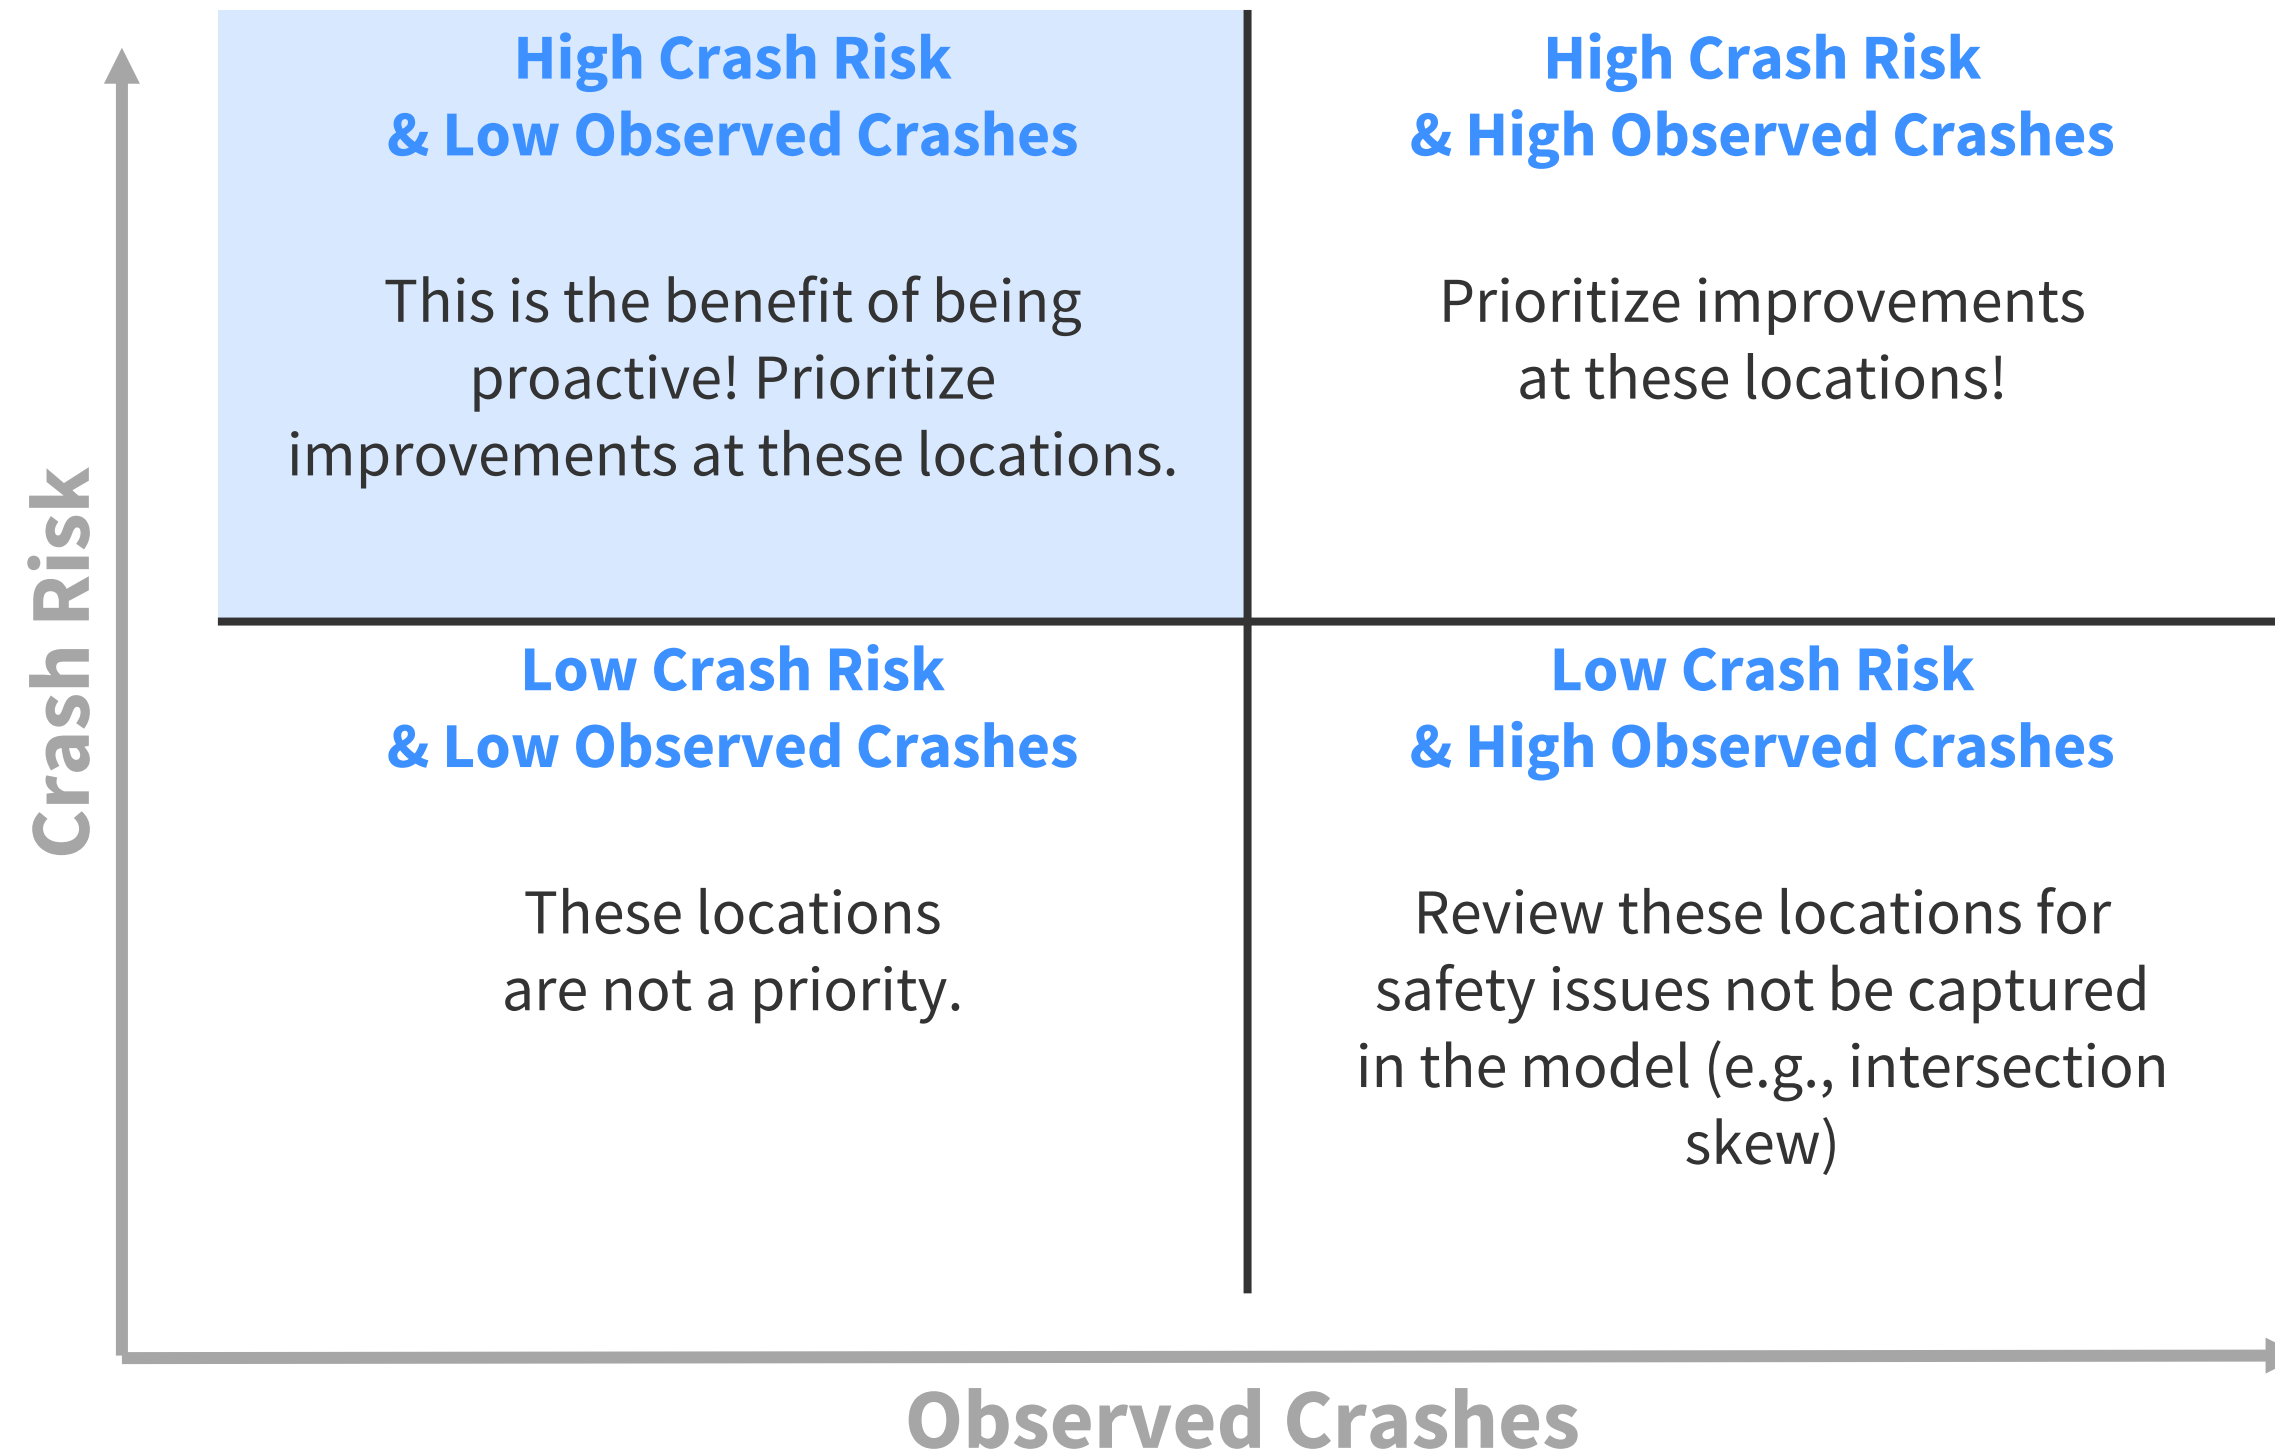 High Crash Risk
& Low Observed Crashes
This is the benefit of being
proactive! Prioritize
improvements at these locations.
High Crash Risk
& High Observed Crashes
Prioritize improvements
at these locations!
Crash Risk
Low Crash Risk
& Low Observed Crashes
These locations
are not a priority.
Low Crash Risk
& High Observed Crashes
Review these locations for
safety issues not be captured
in the model (e.g., intersection
skew)
Observed Crashes